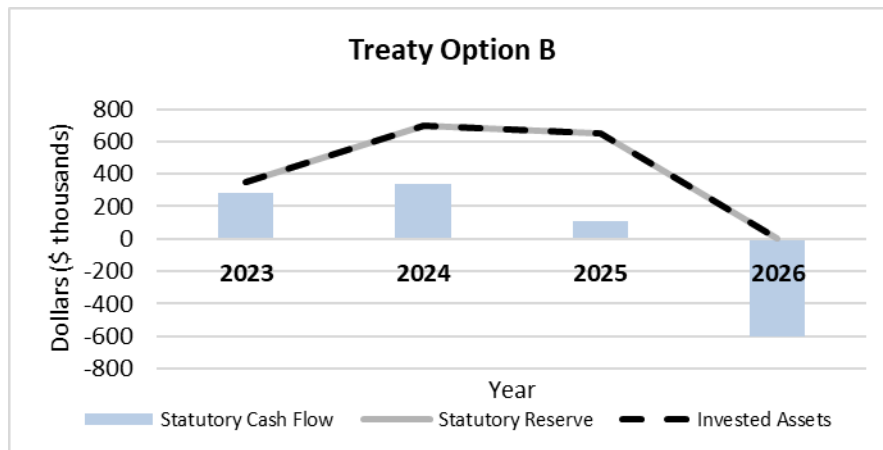 Treaty Option B
Dollars ($ thousands)
800
600
400
200
0
-200
-400
-600
-800
2023 2024 2025 2026
Year
Statutory Cash Flow Statutory Reserve Invested Assets